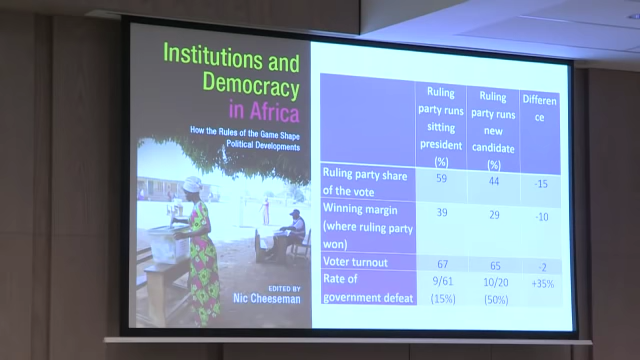 Institutions and
Democracy
in Africa
How the Rules of the Game Shape
Political Developments
EDITED BY
Nic Cheeseman
Ruling party runs sitting president (%)
Ruling party runs new candidate (%)
Differen ce
Ruling party share of the vote 59 44 -15
Winning margin (where ruling party won) 39 29 -10
Voter turnout 67 65 -2
Rate of government defeat 9/61 (15%) 10/20 (50%) +35%